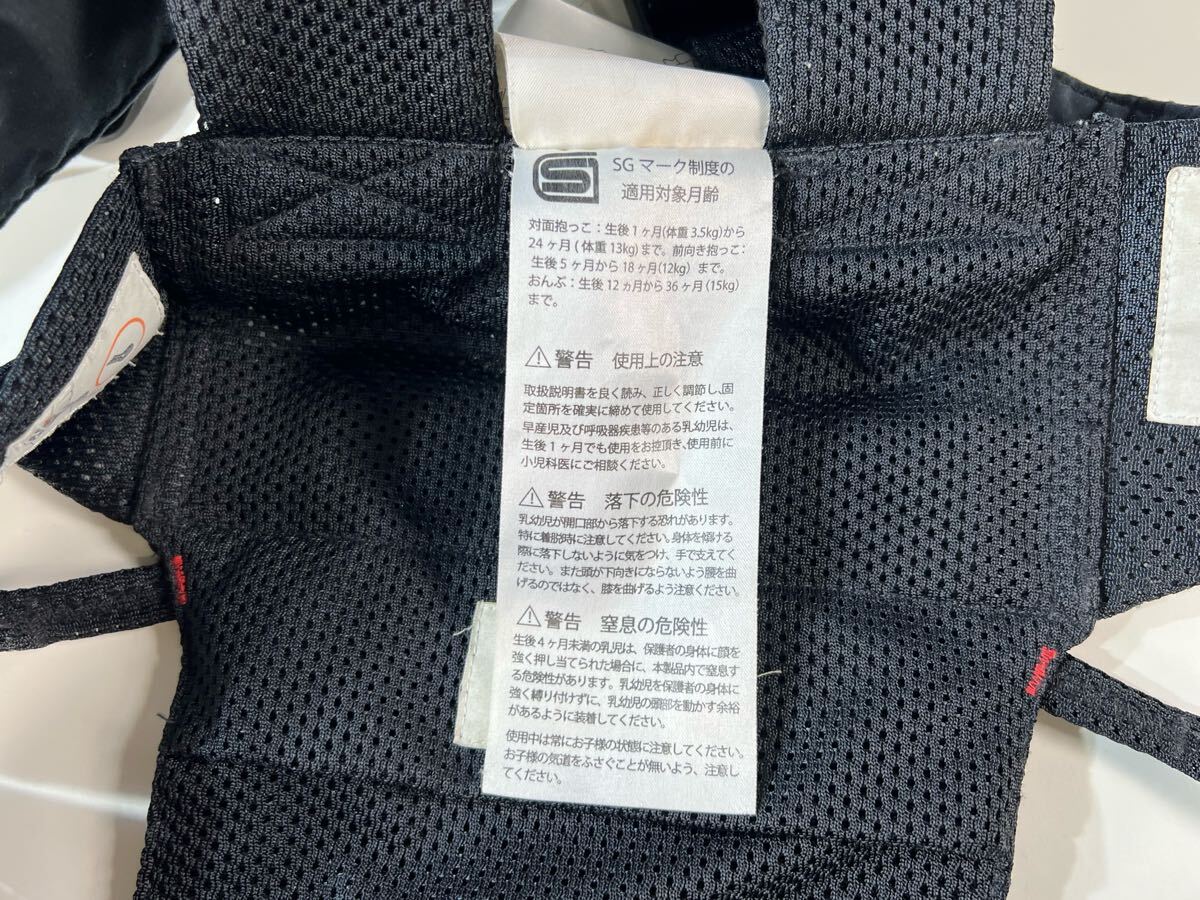 SG マーク制度の
適用対象月齢
対面抱っこ：生後1ヶ月(体重 3.5kg)から
24ヶ月 ( 体重 13kg) まで。前向き抱っこ：
生後5ヶ月から 18ヶ月(12kg) まで。
おんぶ：生後12ヵ月から 36ヶ月 (15kg)
まで。
⚠警告 使用上の注意
取扱説明書を良く読み、正しく調節し、固
定箇所を確実に締めて使用してください。
早産児及び呼吸器疾患等のある乳幼児は、
生後1ヶ月でも使用をお控頂き、使用前に
小児科医にご相談ください。
⚠警告 落下の危険性
乳幼児が開口部から落下する恐れがあります。
特に着脱時に注意してください。身体を傾ける
際に落下しないように気をつけ、手で支えてく
ださい。また頭が下向きにならないよう腰を曲
げるのではなく、膝を曲げるよう注意ください。
⚠警告 窒息の危険性
生後4ヶ月未満の乳児は、保護者の身体に顔を
強く押し当てられた場合に、本製品内で窒息す
る危険性があります。乳幼児を保護者の身体に
強く縛り付けずに、乳幼児の頭部を動かす余裕
があるように装着してください。
使用中は常にお子様の状態に注意してください。
お子様の気道をふさぐことが無いよう、注意し
てください。